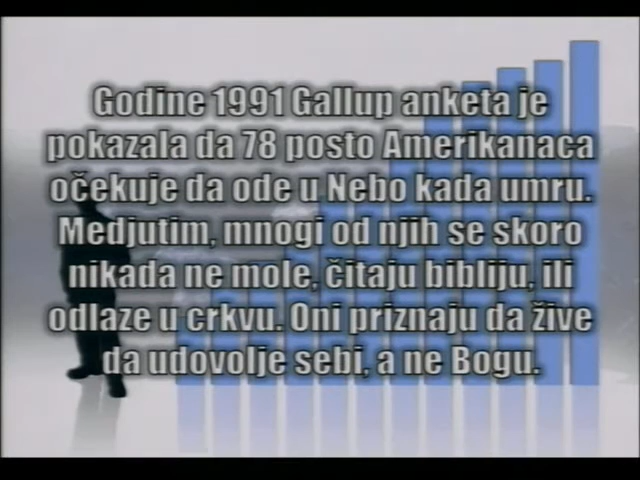 Godine 1991 Gallup anketa je
pokazala da 78 posto Amerikanaca
očekuje da ode u Nebo kada umru.
Medjutim, mnogi od njih se skoro
nikada ne mole, čitaju bibliju, ili
odlaze u crkvu. Oni priznaju da žive
da udovolje sebi, a ne Bogu.